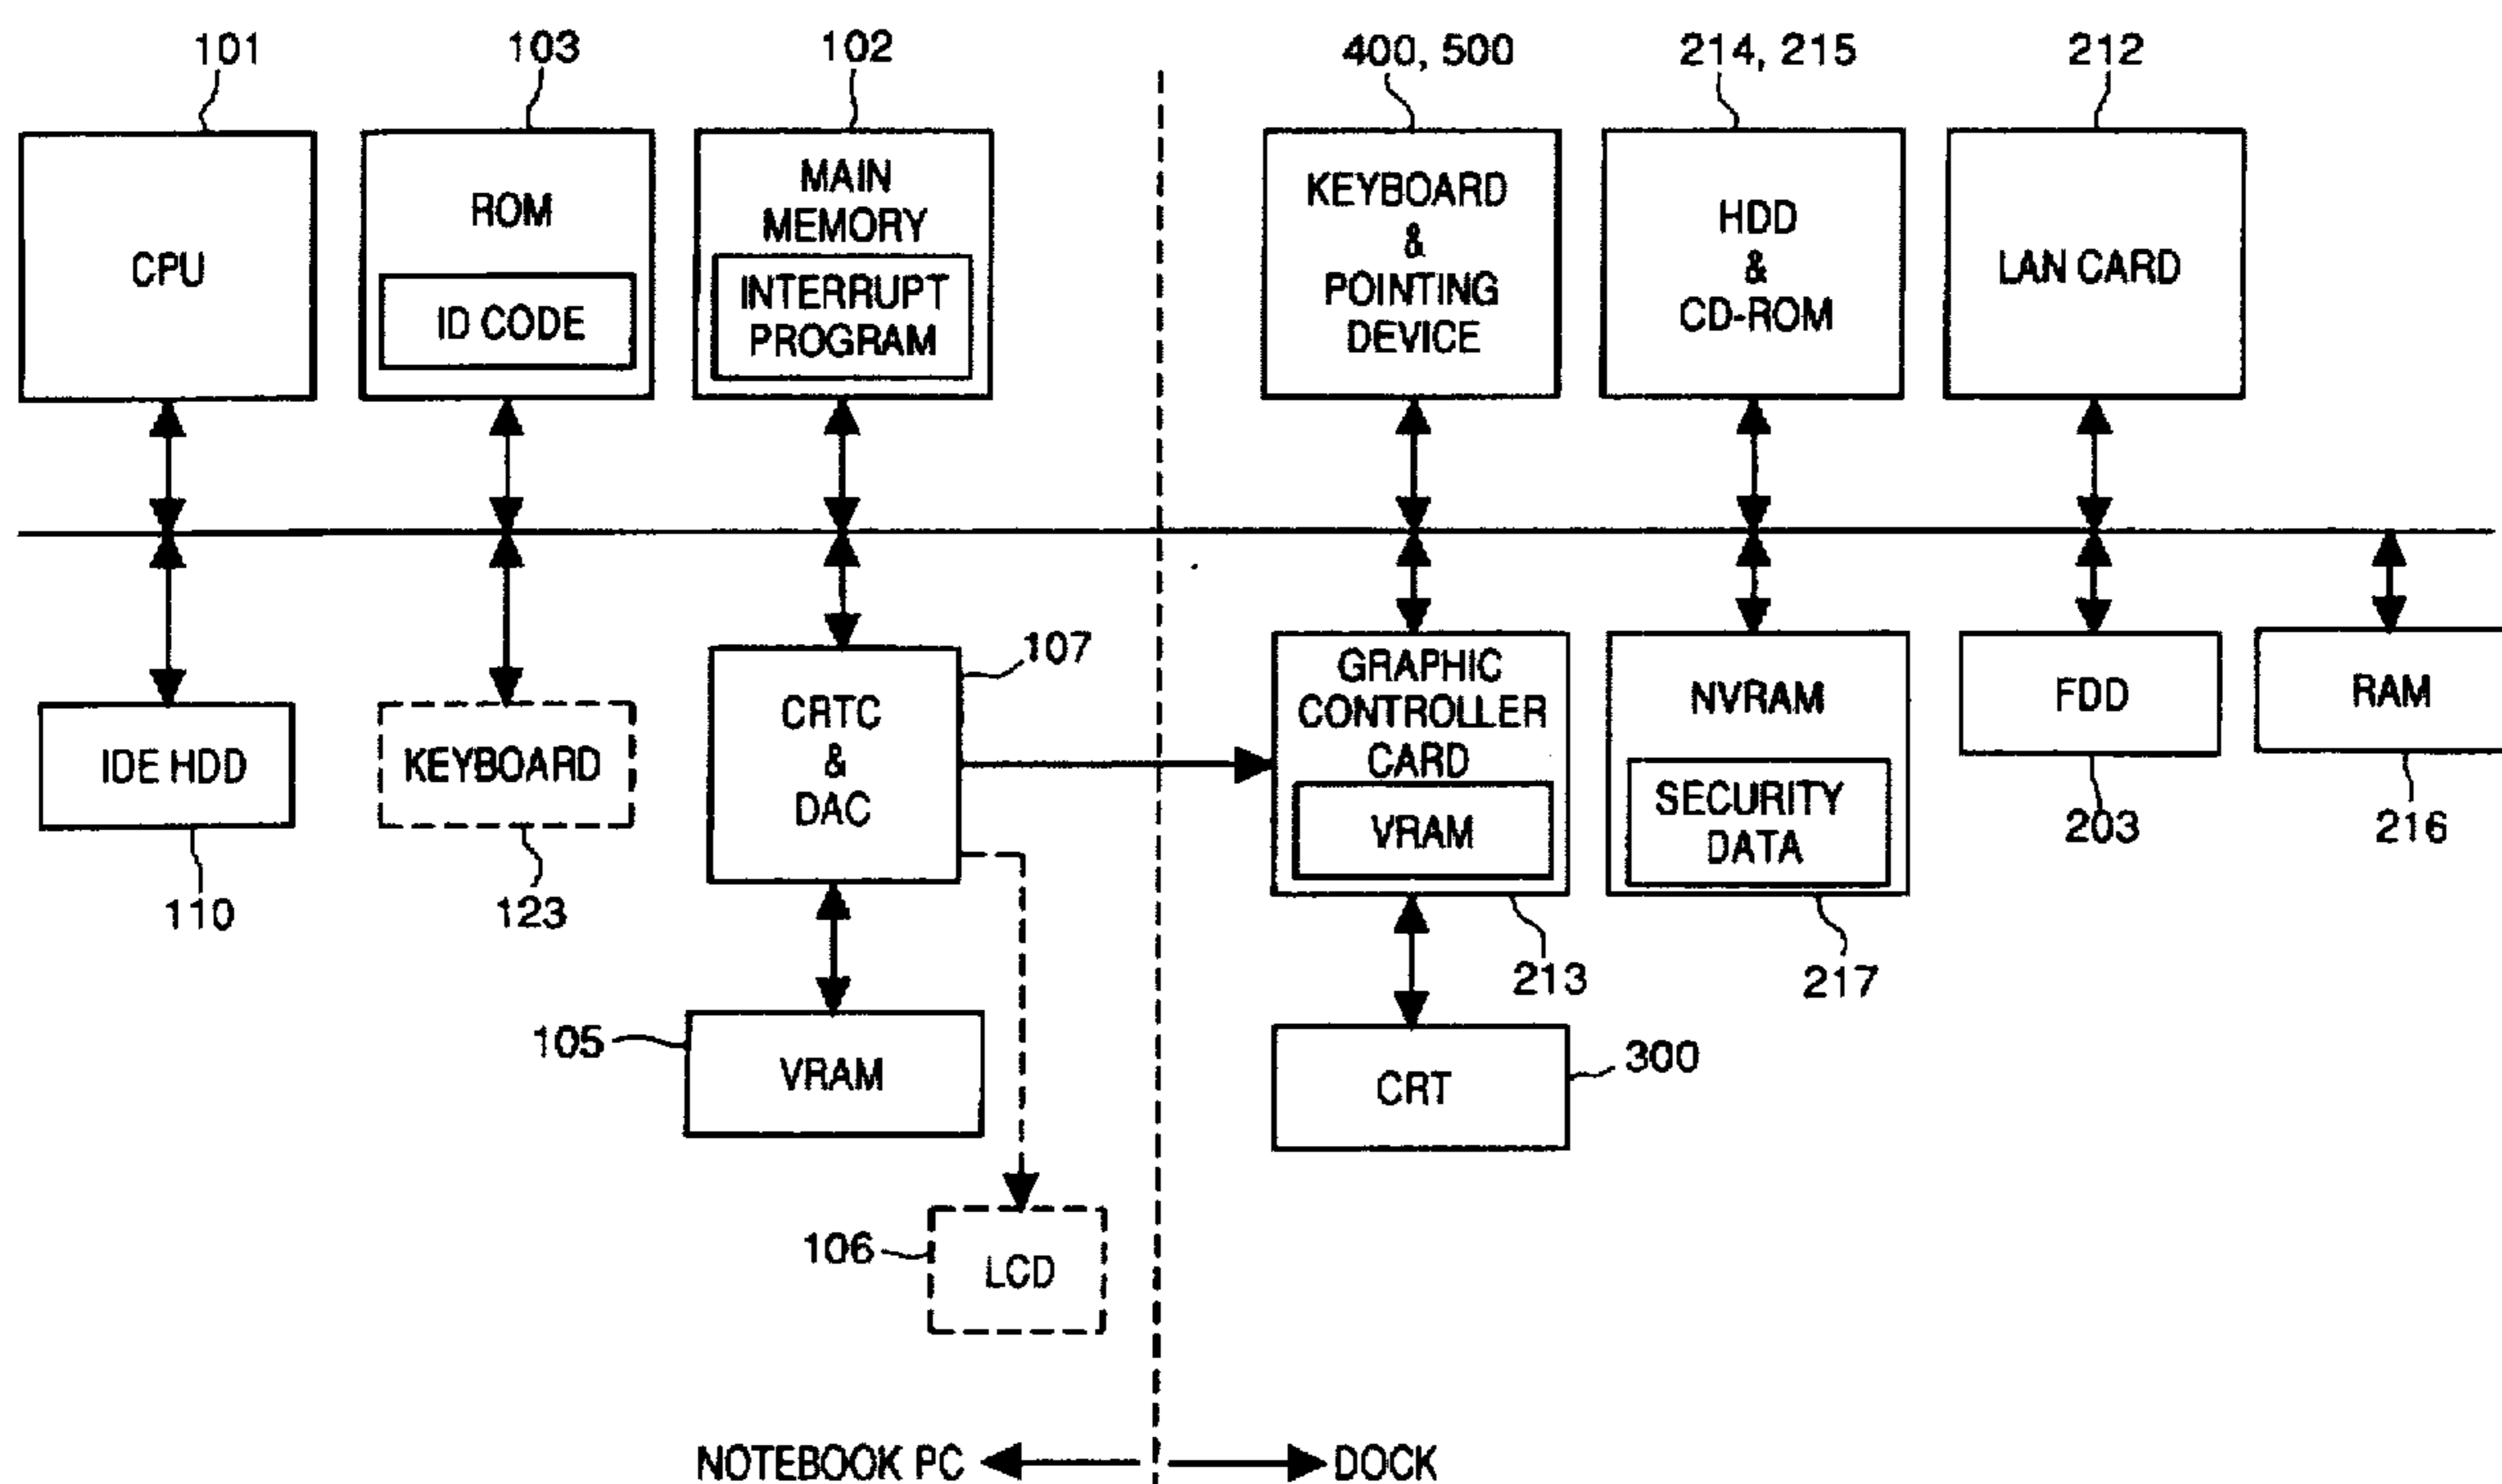 101
103
102
400, 500
214, 215
212
CPU
ROM
ID CODE
MAIN
MEMORY
INTERRUPT
PROGRAM
KEYBOARD
&
POINTING
DEVICE
HDD
&
CD-ROM
LAN CARD
IDE HDD
110
KEYBOARD
123
107
CRTC
&
DAC
GRAPHIC
CONTROLLER
CARD
VRAM
213
NVRAM
SECURITY
DATA
217
FDD
203
RAM
216
105
VRAM
300
CRT
106
LCD
NOTEBOOK PC
DOCK